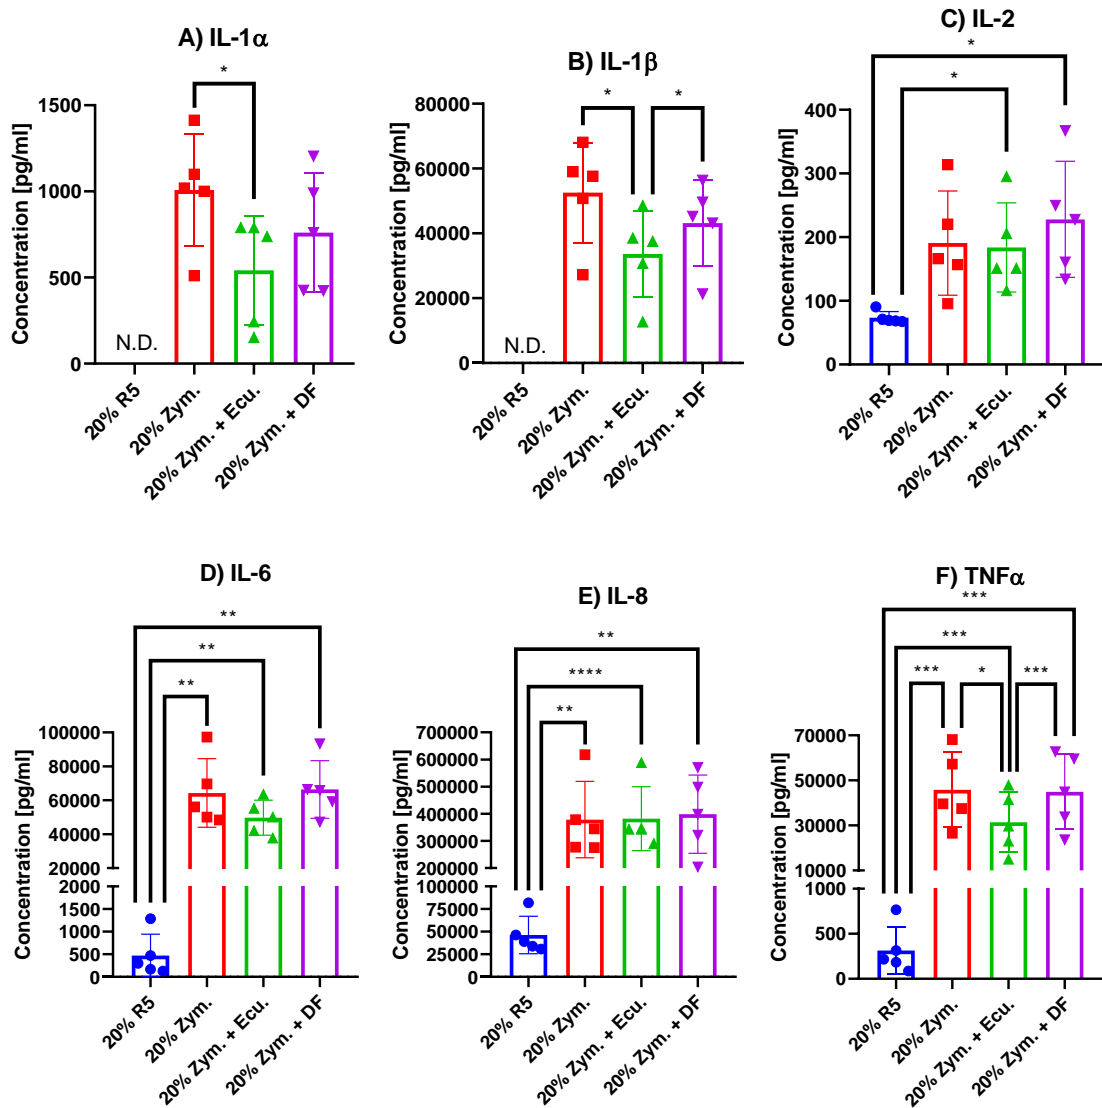 A) IL-1α
*
Concentration [pg/ml]
1500
1000
500
0
N.D.
20% R5
20% Zym.
20% Zym. + Ecu.
20% Zym. + DF
B) IL-1β
*
*
Concentration [pg/ml]
80000
60000
40000
20000
0
N.D.
20% R5
20% Zym.
20% Zym. + Ecu.
20% Zym. + DF
C) IL-2
*
*
Concentration [pg/ml]
400
300
200
100
0
20% R5
20% Zym.
20% Zym. + Ecu.
20% Zym. + DF
D) IL-6
**
**
**
Concentration [pg/ml]
100000
80000
60000
40000
20000
2000
1500
1000
500
0
20% R5
20% Zym.
20% Zym. + Ecu.
20% Zym. + DF
E) IL-8
**
****
**
Concentration [pg/ml]
700000
600000
500000
400000
300000
200000
100000
100000
75000
50000
25000
0
20% R5
20% Zym.
20% Zym. + Ecu.
20% Zym. + DF
F) TNFα
***
***
***
*
***
Concentration [pg/ml]
70000
50000
30000
10000
1000
500
0
20% R5
20% Zym.
20% Zym. + Ecu.
20% Zym. + DF